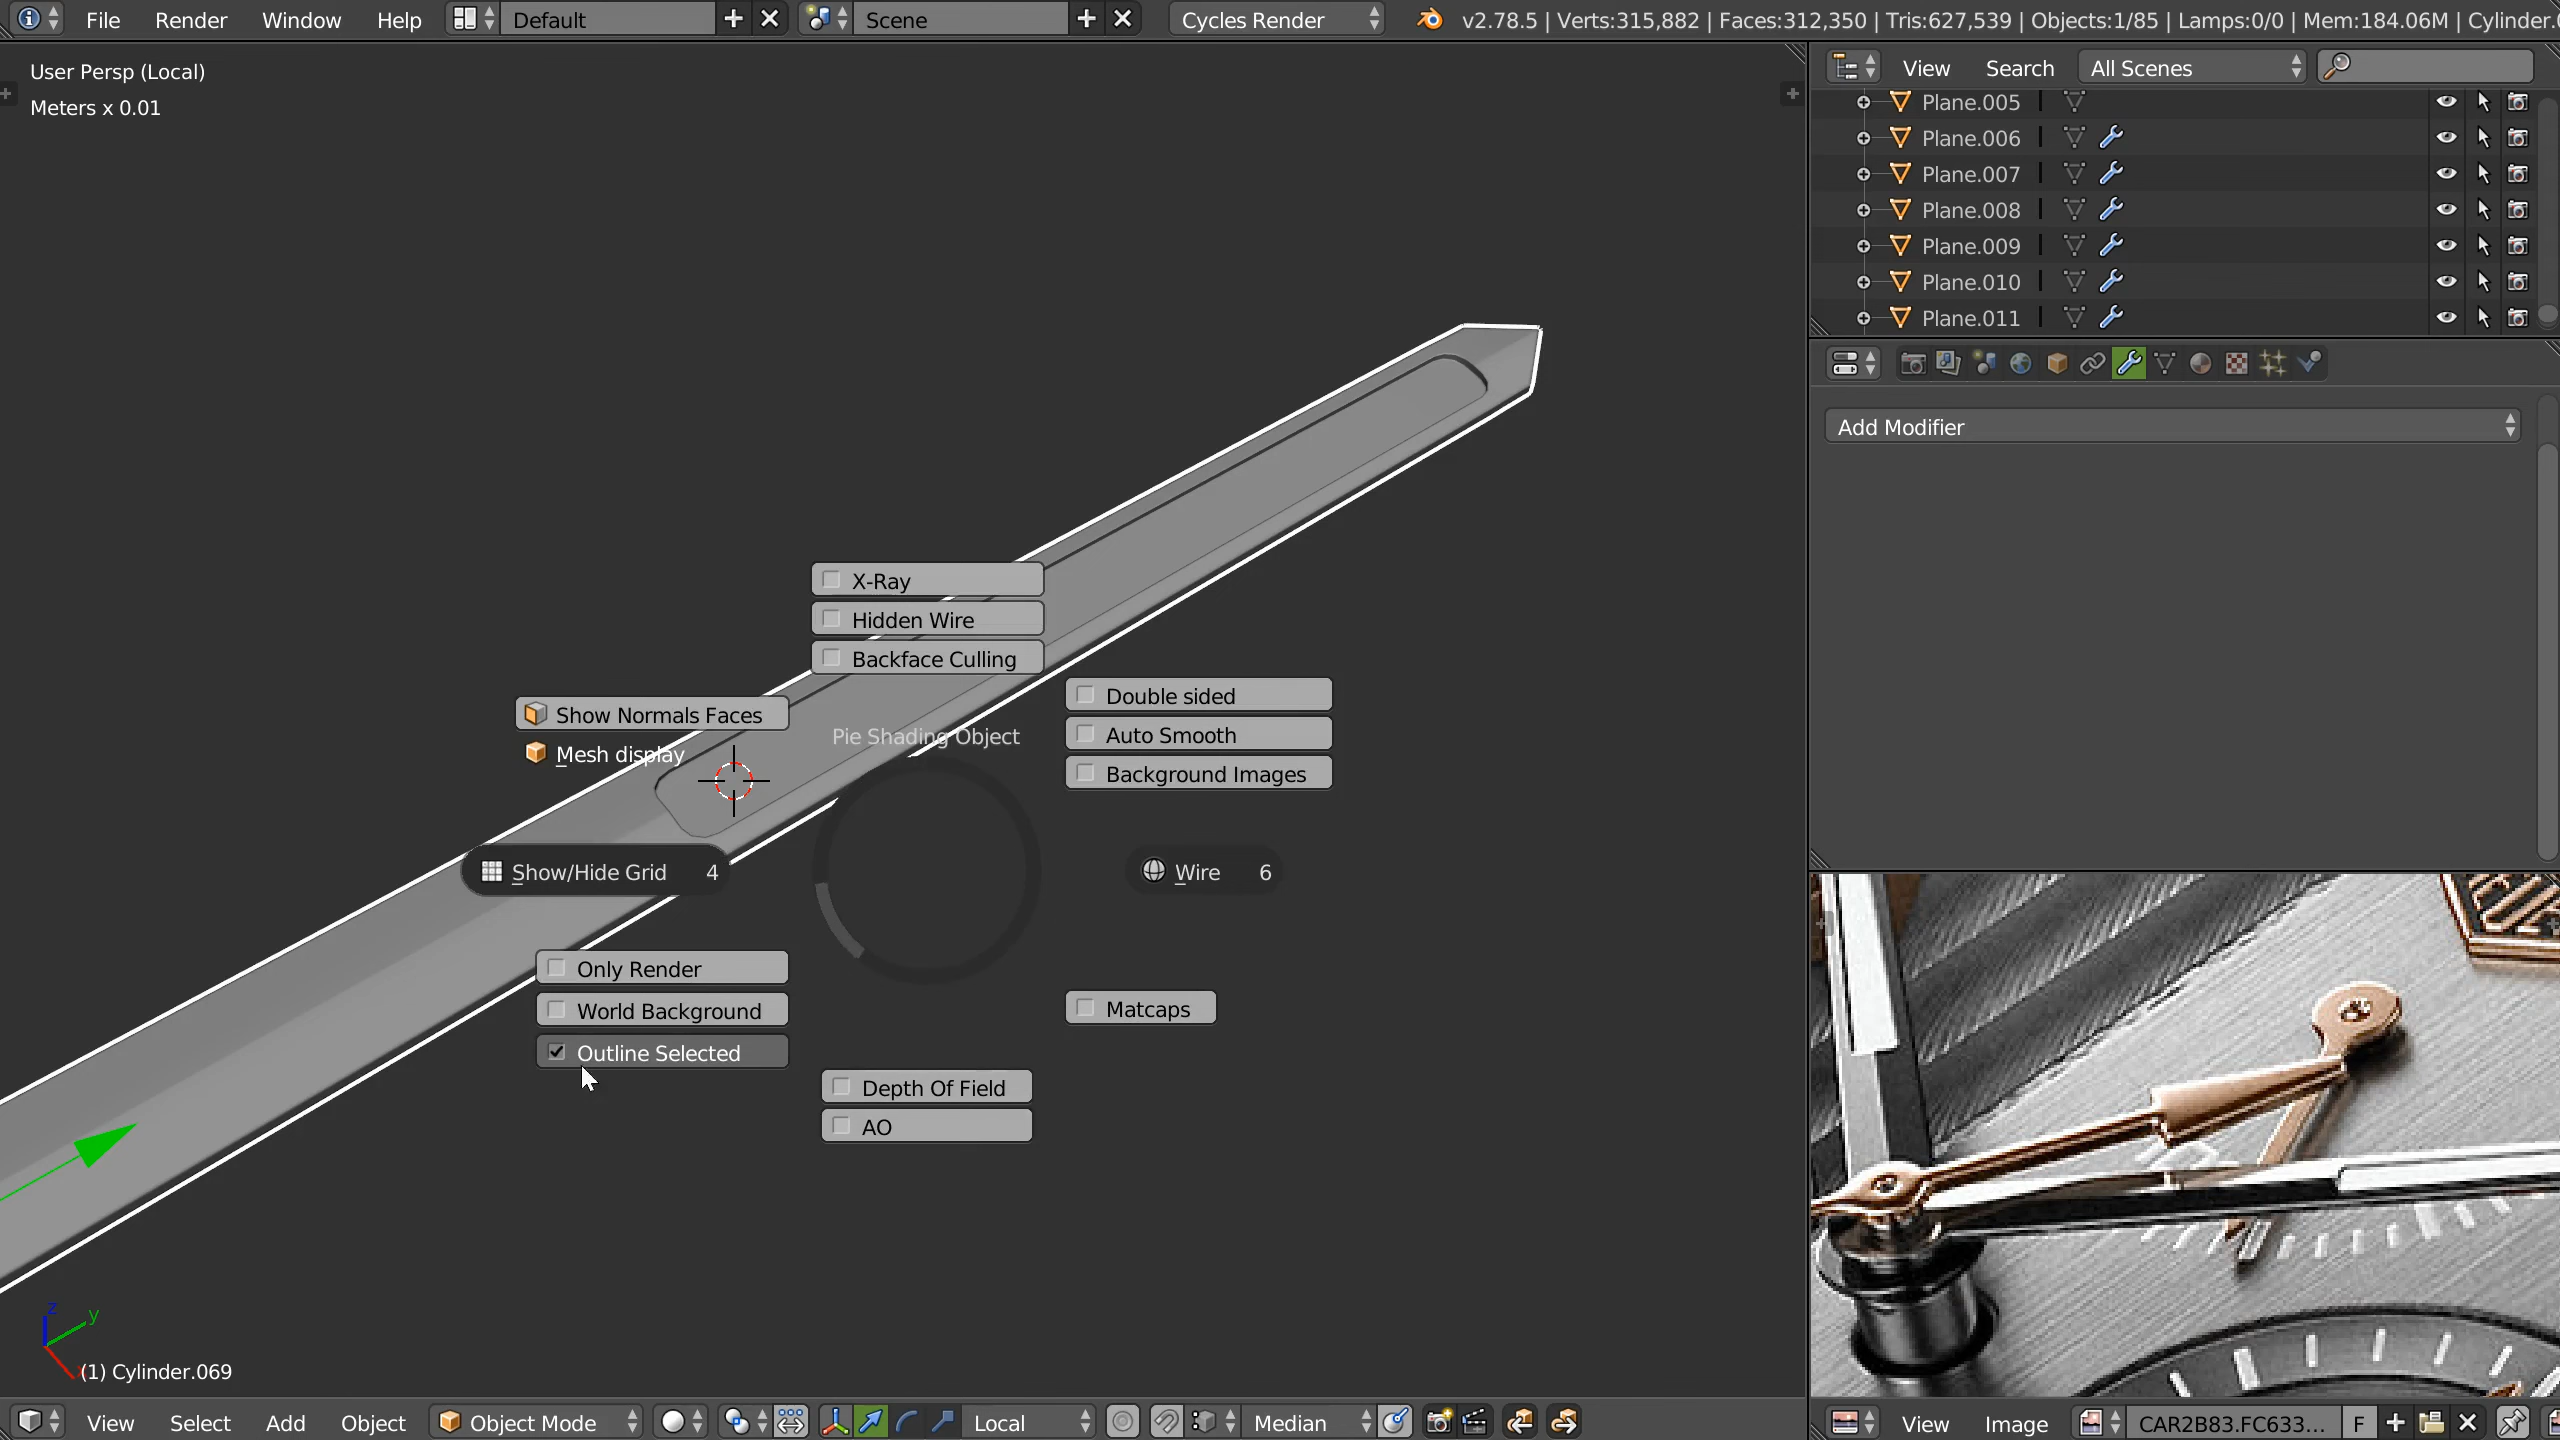 File Render Window Help Default Scene Cycles Render v2.78.5 | Verts:315,882 | Faces:312,350 | Tris:627,539 | Objects:1/85 | Lamps:0/0 | Mem:184.06M | Cylinder.
User Persp (Local)
Meters x 0.01
View Search All Scenes
Plane.005
Plane.006
Plane.007
Plane.008
Plane.009
Plane.010
Plane.011
Add Modifier
X-Ray
Hidden Wire
Backface Culling
Double sided
Auto Smooth
Background Images
Show Normals Faces
Mesh display
Pie Shading Object
Show/Hide Grid 4
Wire 6
Only Render
World Background
Outline Selected
Matcaps
Depth Of Field
AO
z
y
(1) Cylinder.069
View Select Add Object Object Mode Local Median
View Image CAR2B83.FC633... F